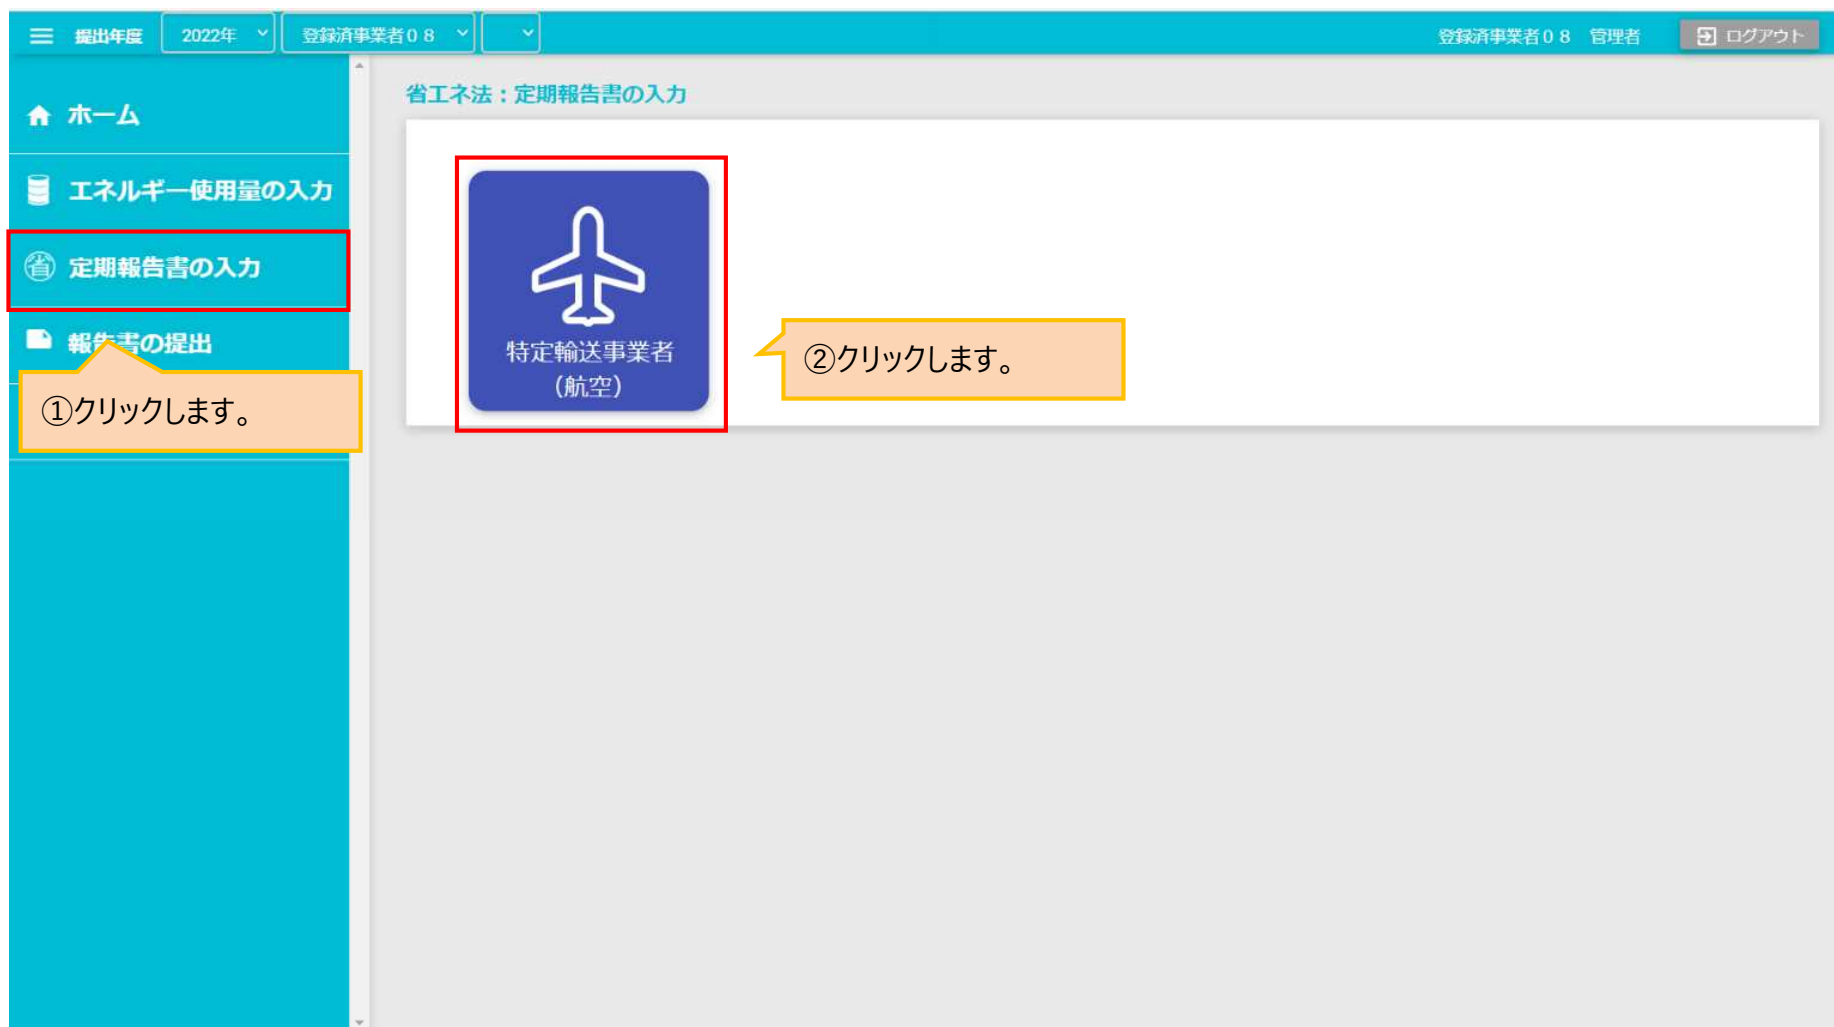 提出年度 2022年 登録済事業者08 登録済事業者08 管理者 ログアウト
ホーム
エネルギー使用量の入力
省 定期報告書の入力
報告書の提出
①クリックします。
省エネ法：定期報告書の入力
特定輸送事業者
(航空)
②クリックします。